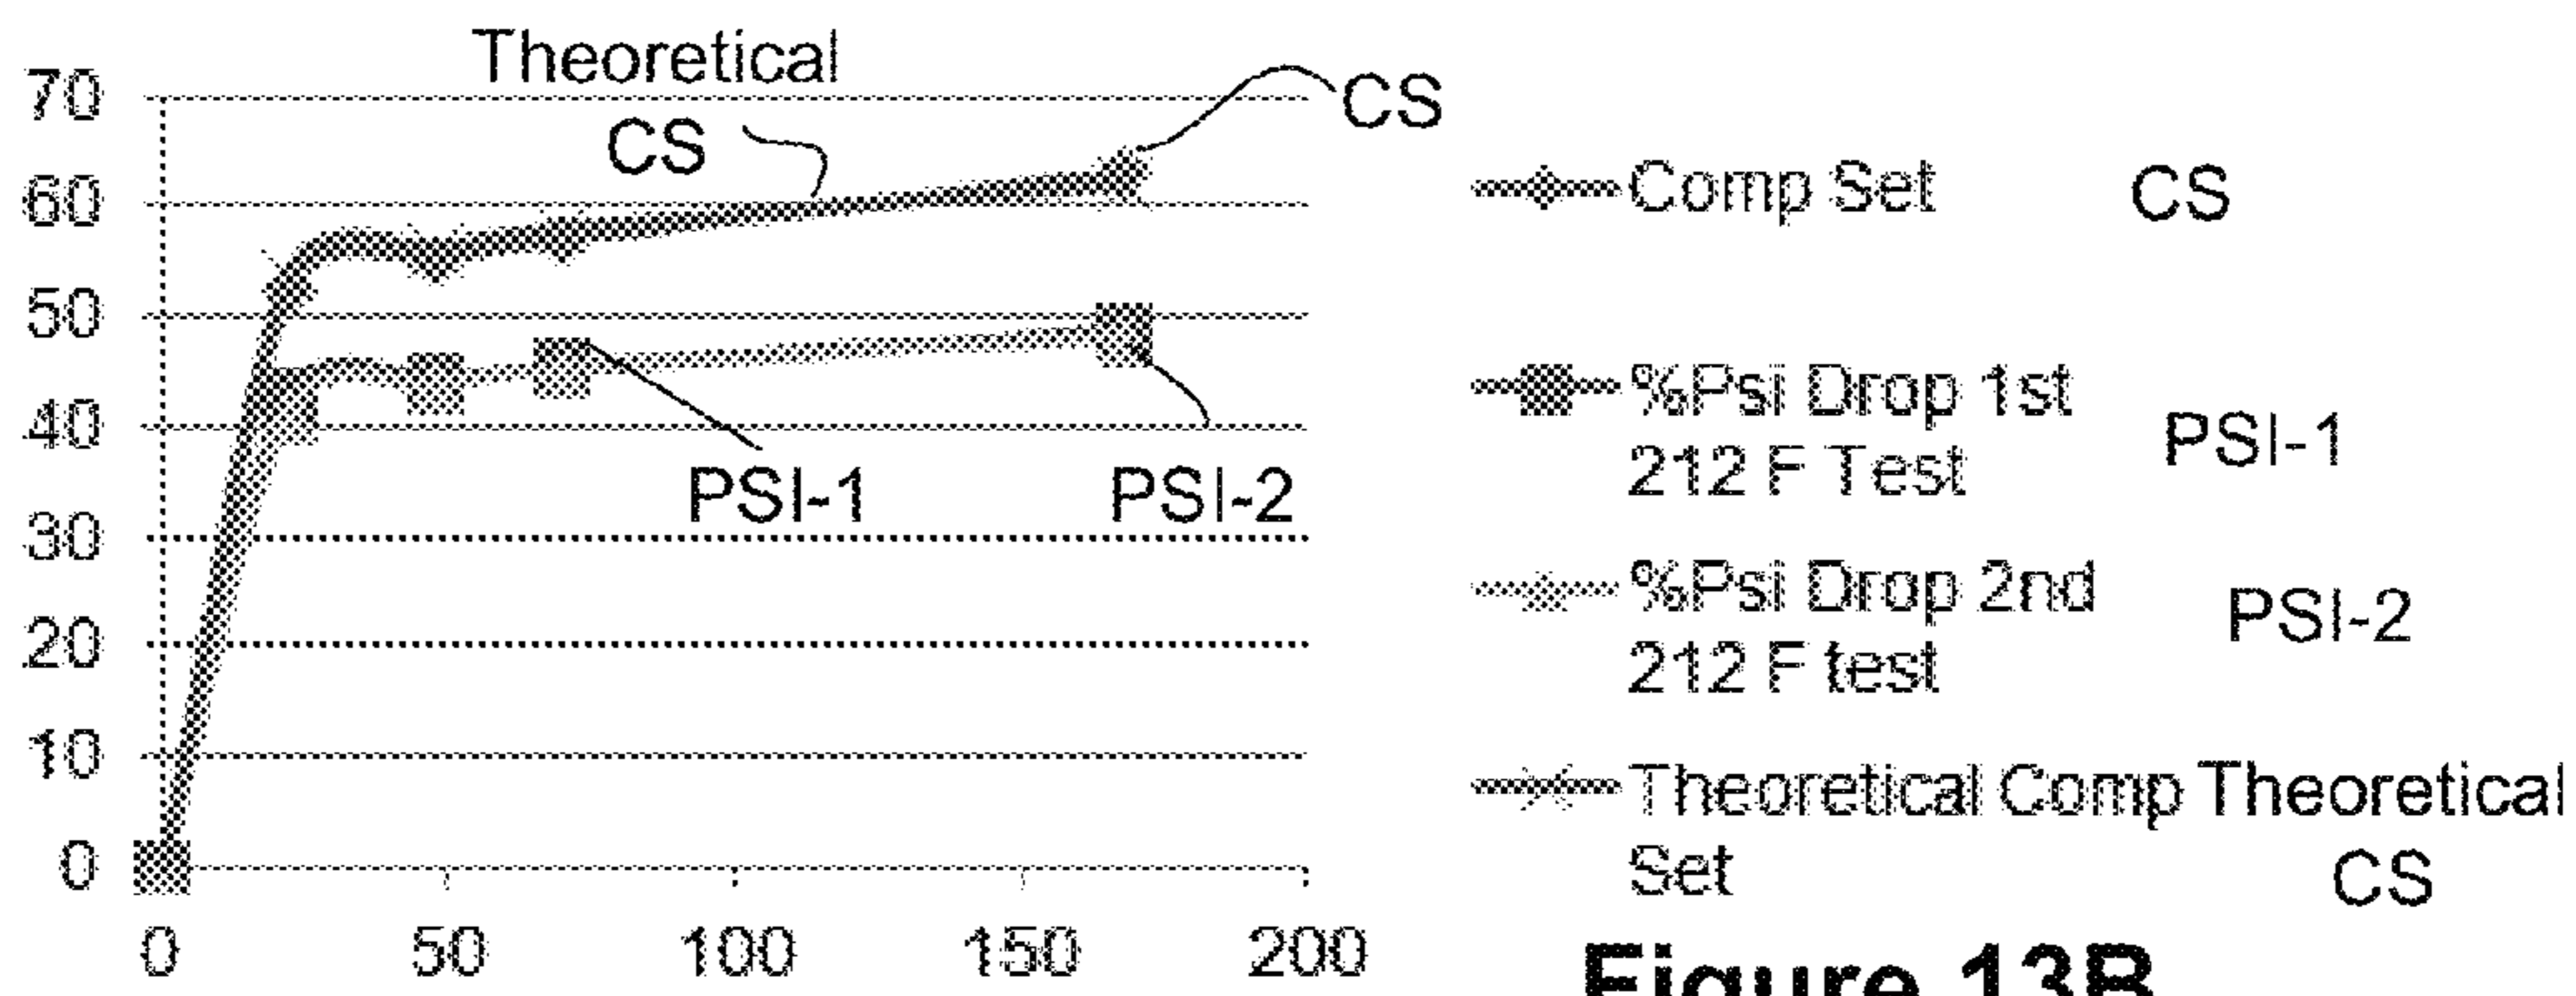 Theoretical
CS
CS
70
60
50
40
30
20
10
0
0 50 100 150 200
PSI-1
PSI-2
Comp Set CS
%Psi Drop 1st
212 F Test
PSI-1
%Psi Drop 2nd
212 F test
PSI-2
Theoretical Comp
Set
Theoretical
CS
Figure 13B